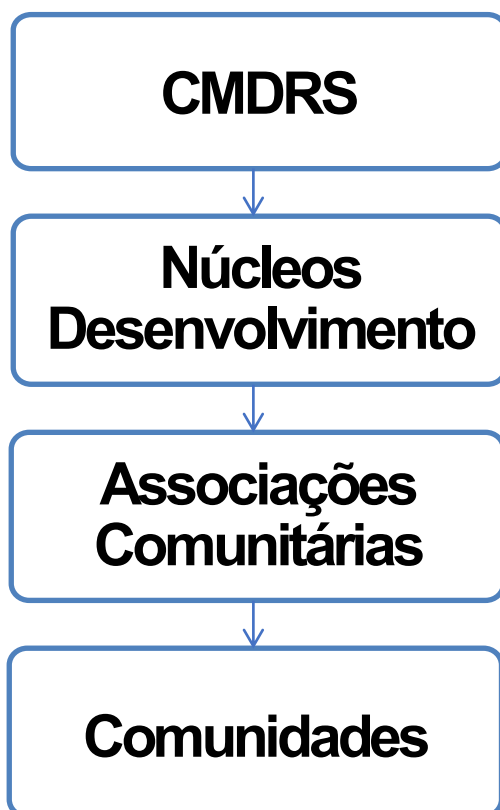 CMDRS
Núcleos
Desenvolvimento
Associações
Comunitárias
Comunidades